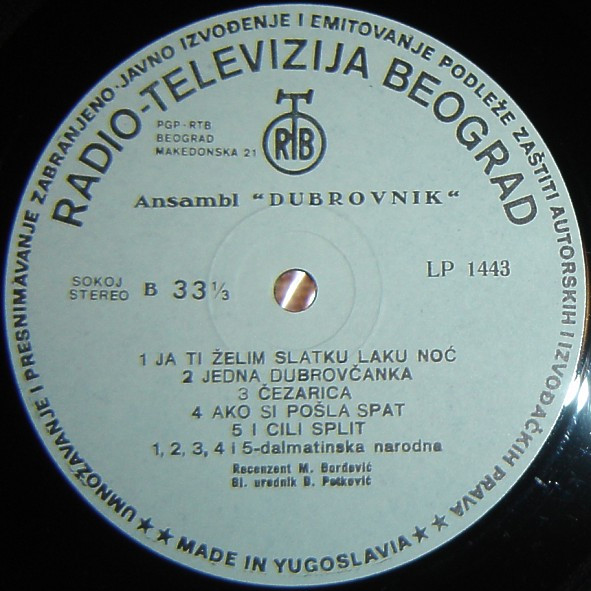 UMNOŽAVANJE I PRESNIMAVANJE ZABRANJENO·JAVNO IZVOĐENJE I EMITOVANJE PODLEŽE ZAŠTITI AUTORSKIH I IZVOĐAČKIH PRAVA
RADIO-TELEVIZIJA BEOGRAD
PGP-RTB
BEOGRAD
MAKEDONSKA 21
RTB
Ansambl "DUBROVNIK"
SOKOJ
STEREO B 33⅓
LP 1443
1 JA TI ŽELIM SLATKU LAKU NOĆ
2 JEDNA DUBROVČANKA
3 ČEZARICA
4 AKO SI POŠLA SPAT
5 I CILI SPLIT
1, 2, 3, 4 i 5-dalmatinska narodna
Recenzent M. Đorđević
urednik Petković
★★ MADE IN YUGOSLAVIA ★★